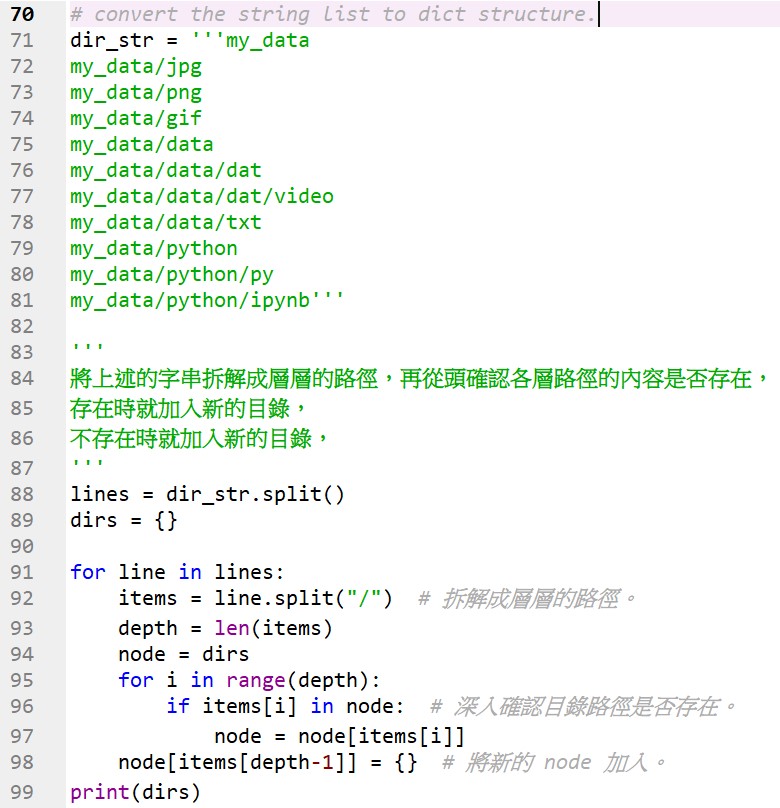 70 # convert the string list to dict structure.
71 dir_str = '''my_data
72 my_data/jpg
73 my_data/png
74 my_data/gif
75 my_data/data
76 my_data/data/dat
77 my_data/data/dat/video
78 my_data/data/txt
79 my_data/python
80 my_data/python/py
81 my_data/python/ipynb'''
82
83 '''
84 將上述的字串拆解成層層的路徑，再從頭確認各層路徑的內容是否存在，
85 存在時就加入新的目錄，
86 不存在時就加入新的目錄，
87 '''
88 lines = dir_str.split()
89 dirs = {}
90
91 for line in lines:
92     items = line.split("/")  # 拆解成層層的路徑。
93     depth = len(items)
94     node = dirs
95     for i in range(depth):
96         if items[i] in node:  # 深入確認目錄路徑是否存在。
97             node = node[items[i]]
98     node[items[depth-1]] = {}  # 將新的 node 加入。
99 print(dirs)